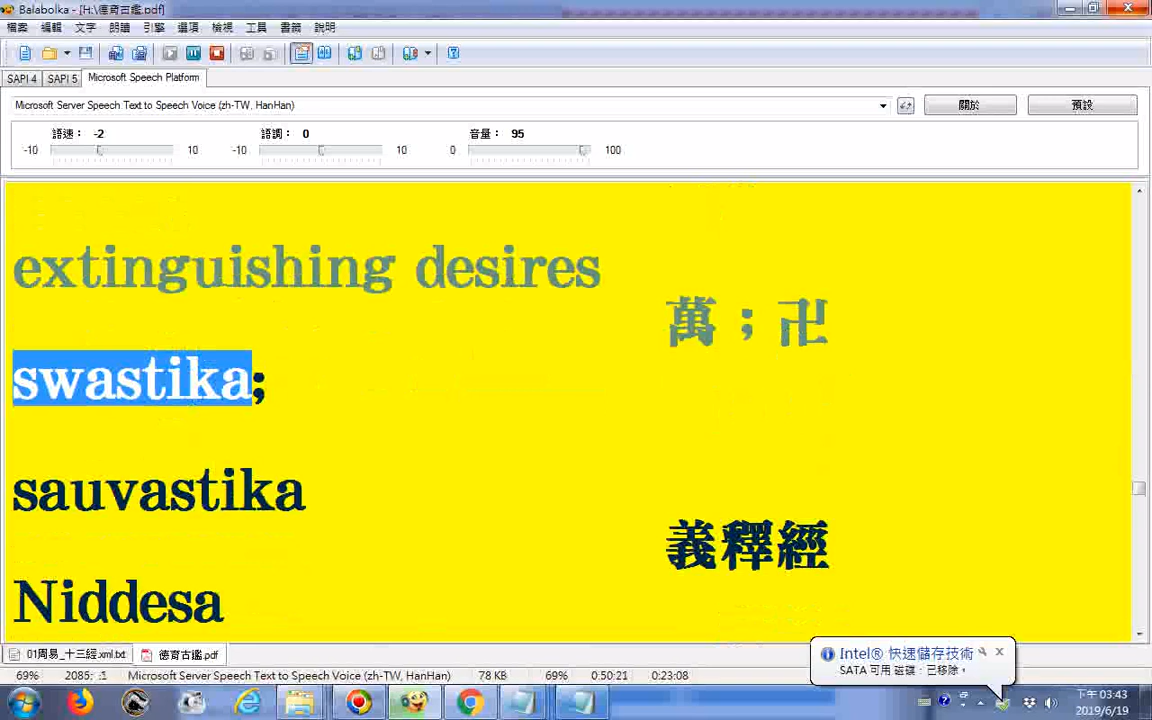 Balabolka - [H:\德育古鑑.pdf]
檔案 編輯 文字 朗讀 引擎 選項 檢視 工具 書籤 說明
SAPI 4 SAPI 5 Microsoft Speech Platform
Microsoft Server Speech Text to Speech Voice (zh-TW, HanHan) 關於 預設
語速： -2 語調： 0 音量： 95
-10 10 -10 10 0 100
extinguishing desires
萬；卍
swastika;
sauvastika
義釋經
Niddesa
01周易_十三經.xml.txt 德育古鑑.pdf
Intel® 快速儲存技術
SATA 可用 磁碟：已移除。
69% 2085: :1 Microsoft Server Speech Text to Speech Voice (zh-TW, HanHan) 78 KB 69% 0:50:21 0:23:08
下午 03:43
2019/6/19